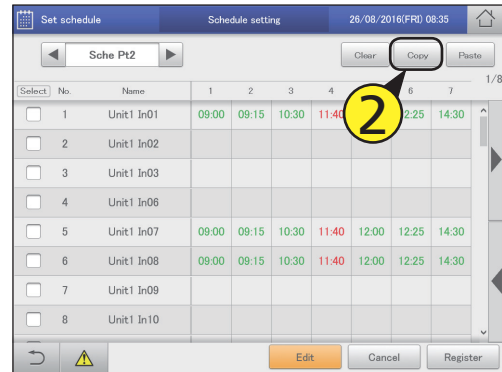 Set schedule Schedule setting 26/08/2016(FRI) 08:35
Sche Pt2 Clear Copy Paste
1/8
Select No. Name 1 2 3 4 6 7
1 Unit1 In01 09:00 09:15 10:30 11:40 2:25 14:30
2
2 Unit1 In02
3 Unit1 In03
4 Unit1 In06
5 Unit1 In07 09:00 09:15 10:30 11:40 12:00 12:25 14:30
6 Unit1 In08 09:00 09:15 10:30 11:40 12:00 12:25 14:30
7 Unit1 In09
8 Unit1 In10
Edit Cancel Register